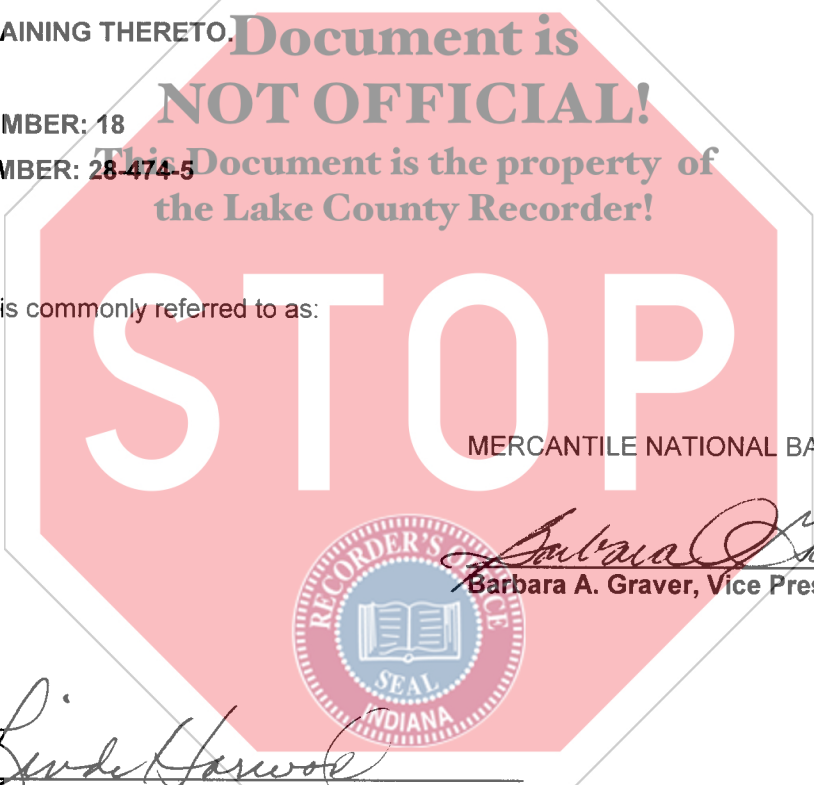 AINING THERETO.
Document is
NOT OFFICIAL!
MBER: 18
This Document is the property of
MBER: 28-474-5
the Lake County Recorder!
is commonly referred to as:
STOP
MERCANTILE NATIONAL BA
Barbara A. Graver, Vice Pres
RECORDER'S OFFICE
SEAL
INDIANA
Linda Harwood